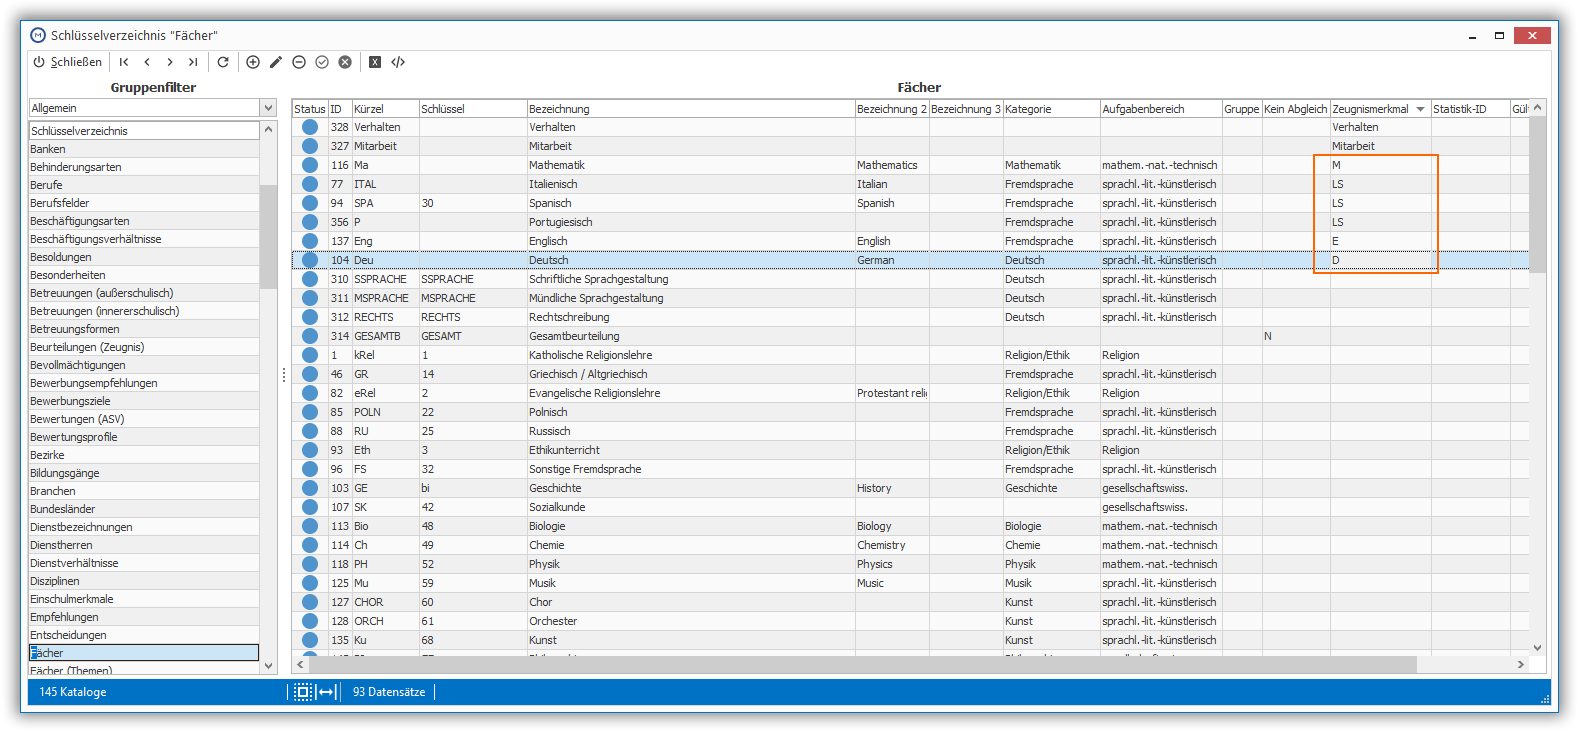 Schlüsselverzeichnis "Fächer"
Schließen
Gruppenfilter
Allgemein
Schlüsselverzeichnis
Banken
Behinderungsarten
Berufe
Berufsfelder
Beschäftigungsarten
Beschäftigungsverhältnisse
Besoldungen
Besonderheiten
Betreuungen (außerschulisch)
Betreuungen (innererschulisch)
Betreuungsformen
Beurteilungen (Zeugnis)
Bevollmächtigungen
Bewerbungsempfehlungen
Bewerbungsziele
Bewertungen (ASV)
Bewertungsprofile
Bezirke
Bildungsgänge
Branchen
Bundesländer
Dienstbezeichnungen
Dienstherren
Dienstverhältnisse
Disziplinen
Einschulmerkmale
Empfehlungen
Entscheidungen
Fächer
Fächer (Themen)
Fächer
Status ID Kürzel Schlüssel Bezeichnung Bezeichnung 2 Bezeichnung 3 Kategorie Aufgabenbereich Gruppe Kein Abgleich Zeugnismerkmal Statistik-ID
328 Verhalten Verhalten Verhalten
327 Mitarbeit Mitarbeit Mitarbeit
116 Ma Mathematik Mathematics Mathematik mathem.-nat.-technisch M
77 ITAL Italienisch Italian Fremdsprache sprachl.-lit.-künstlerisch LS
94 SPA 30 Spanisch Spanish Fremdsprache sprachl.-lit.-künstlerisch LS
356 P Portugiesisch Fremdsprache sprachl.-lit.-künstlerisch LS
137 Eng Englisch English Fremdsprache sprachl.-lit.-künstlerisch E
104 Deu Deutsch German Deutsch sprachl.-lit.-künstlerisch D
310 SSPRACHE SSPRACHE Schriftliche Sprachgestaltung Deutsch sprachl.-lit.-künstlerisch
311 MSPRACHE MSPRACHE Mündliche Sprachgestaltung Deutsch sprachl.-lit.-künstlerisch
312 RECHTS RECHTS Rechtschreibung Deutsch sprachl.-lit.-künstlerisch
314 GESAMTB GESAMT Gesamtbeurteilung N
1 kRel 1 Katholische Religionslehre Religion/Ethik Religion
46 GR 14 Griechisch / Altgriechisch Fremdsprache sprachl.-lit.-künstlerisch
82 eRel 2 Evangelische Religionslehre Protestant Religion/Ethik Religion
85 POLN 22 Polnisch Fremdsprache sprachl.-lit.-künstlerisch
88 RU 25 Russisch Fremdsprache sprachl.-lit.-künstlerisch
93 Eth 3 Ethikunterricht Religion/Ethik Religion
96 FS 32 Sonstige Fremdsprache Fremdsprache sprachl.-lit.-künstlerisch
103 GE bi Geschichte History Geschichte gesellschaftswiss.
107 SK 42 Sozialkunde gesellschaftswiss.
113 Bio 48 Biologie Biology Biologie mathem.-nat.-technisch
114 Ch 49 Chemie Chemistry Chemie mathem.-nat.-technisch
118 PH 52 Physik Physics Physik mathem.-nat.-technisch
125 Mu 59 Musik Music Musik sprachl.-lit.-künstlerisch
127 CHOR 60 Chor Kunst sprachl.-lit.-künstlerisch
128 ORCH 61 Orchester Kunst sprachl.-lit.-künstlerisch
135 Ku 68 Kunst Kunst sprachl.-lit.-künstlerisch
145 Kataloge
93 Datensätze